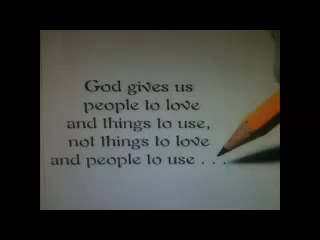 God gives us
people to love
and things to use,
not things to love
and people to use . . .